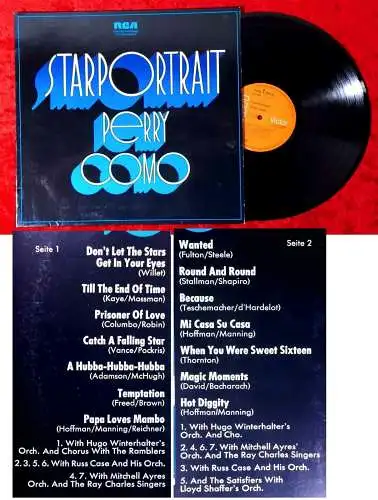 RCA
STARPORTRAIT
PERRY
COMO
Victor
Seite 1
Don't Let The Stars
Get In Your Eyes
(Willet)
Till The End Of Time
(Kaye/Mossman)
Prisoner Of Love
(Columbo/Robin)
Catch A Falling Star
(Vance/Pockris)
A Hubba-Hubba-Hubba
(Adamson/McHugh)
Temptation
(Freed/Brown)
Papa Loves Mambo
(Hoffman/Manning/Reichner)
1. With Hugo Winterhalter's
Orch. And Chorus With The Ramblers
2. 3. 5. 6. With Russ Case And His Orch.
4. 7. With Mitchell Ayres'
Orch. And The Ray Charles Singers
Seite 2
Wanted
(Fulton/Steele)
Round And Round
(Stallman/Shapiro)
Because
(Teschemacher/d'Hardelot)
Mi Casa Su Casa
(Hoffman/Manning)
When You Were Sweet Sixteen
(Thornton)
Magic Moments
(David/Bacharach)
Hot Diggity
(Hoffman/Manning)
1. With Hugo Winterhalter's
Orch. And Cho.
2. 4. 6. 7. With Mitchell Ayres'
Orch. And The Ray Charles Singers
3. With Russ Case And His Orch.
5. And The Satisfiers With
Lloyd Shaffer's Orch.